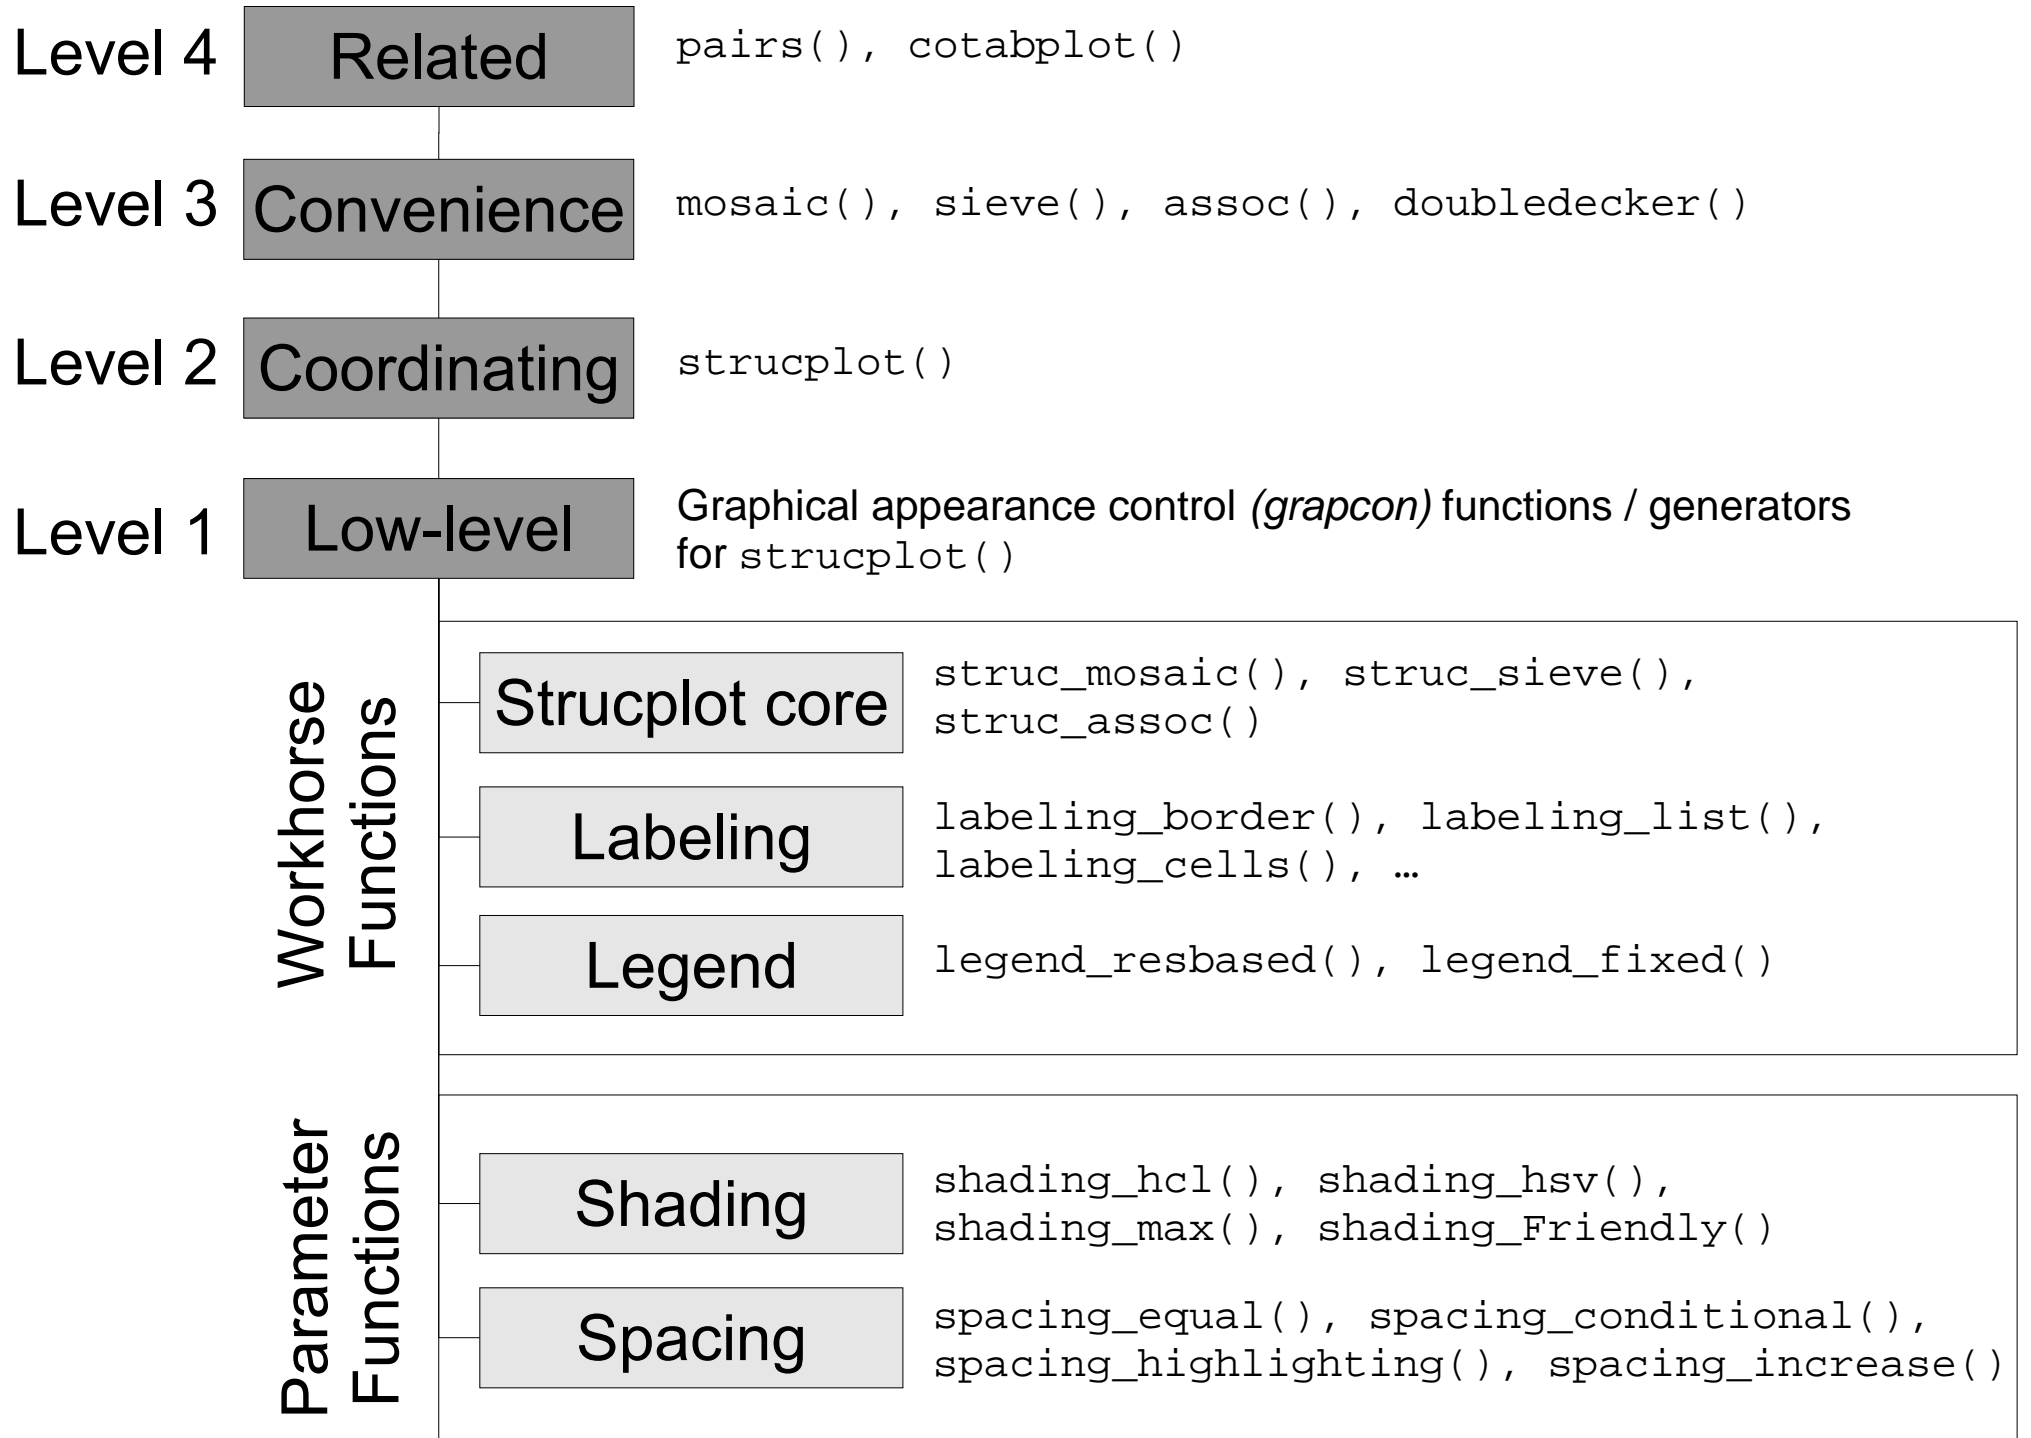 Level 4
Related
pairs(), cotabplot()
Level 3
Convenience
mosaic(), sieve(), assoc(), doubledecker()
Level 2
Coordinating
strucplot()
Level 1
Low-level
Graphical appearance control (grapcon) functions / generators
for strucplot()
Workhorse
Functions
Strucplot core
struc_mosaic(), struc_sieve(),
struc_assoc()
Labeling
labeling_border(), labeling_list(),
labeling_cells(), …
Legend
legend_resbased(), legend_fixed()
Parameter
Functions
Shading
shading_hcl(), shading_hsv(),
shading_max(), shading_Friendly()
Spacing
spacing_equal(), spacing_conditional(),
spacing_highlighting(), spacing_increase()